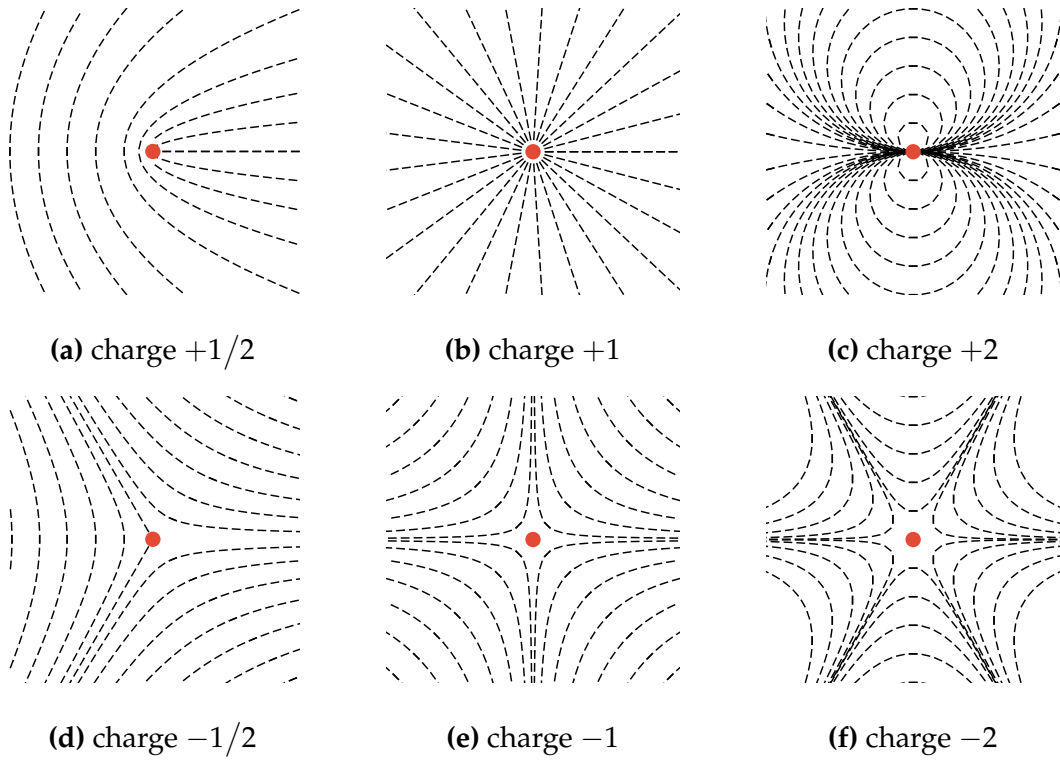 (a) charge +1/2
(b) charge +1
(c) charge +2
(d) charge −1/2
(e) charge −1
(f) charge −2